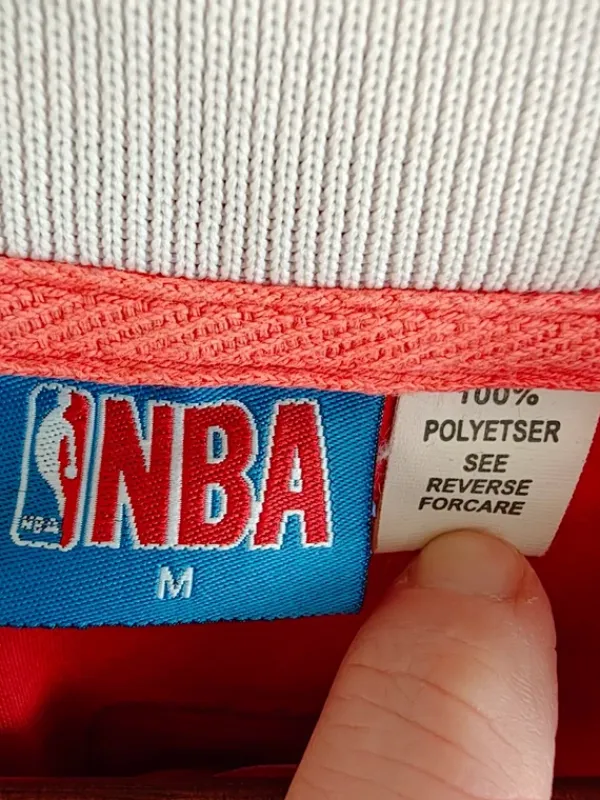 NBA
NBA
M
100%
POLYETSER
SEE
REVERSE
FORCARE